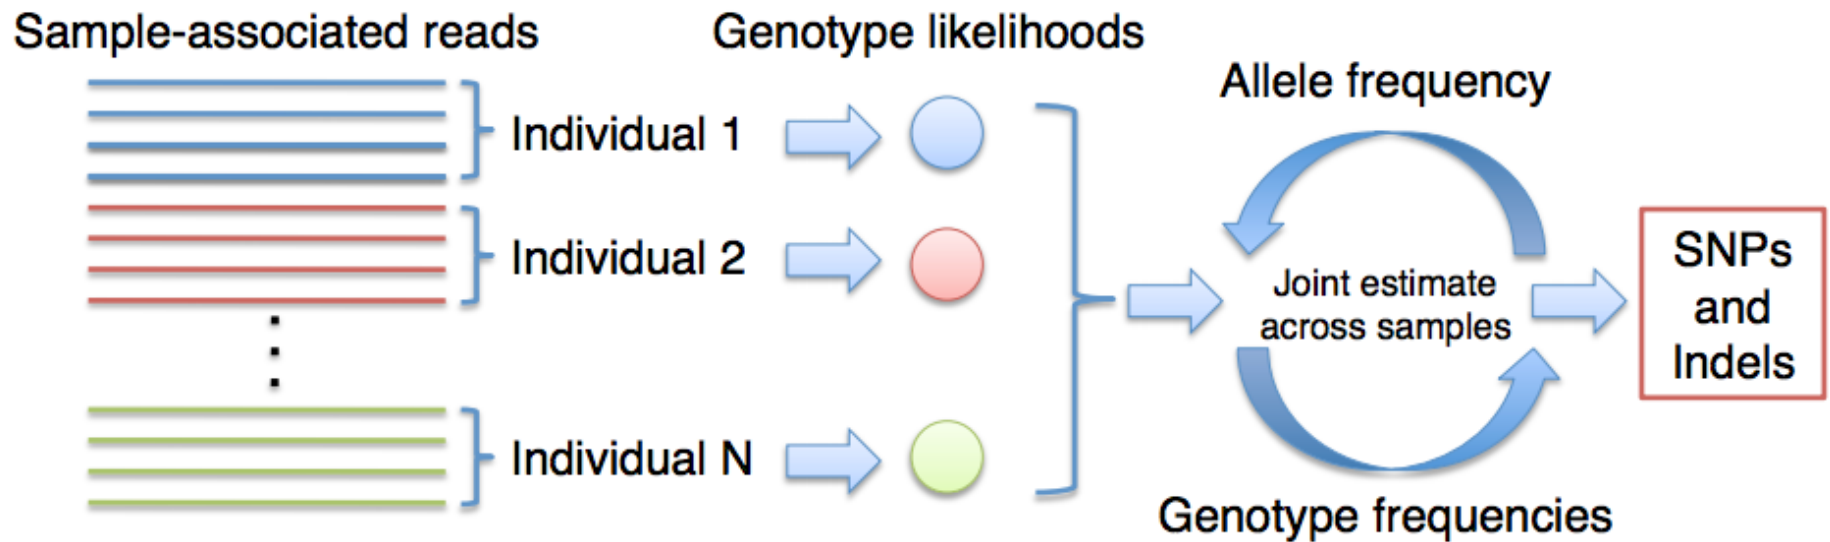 Sample-associated reads
Genotype likelihoods
Individual 1
Individual 2
Individual N
Allele frequency
Joint estimate
across samples
Genotype frequencies
SNPs
and
Indels